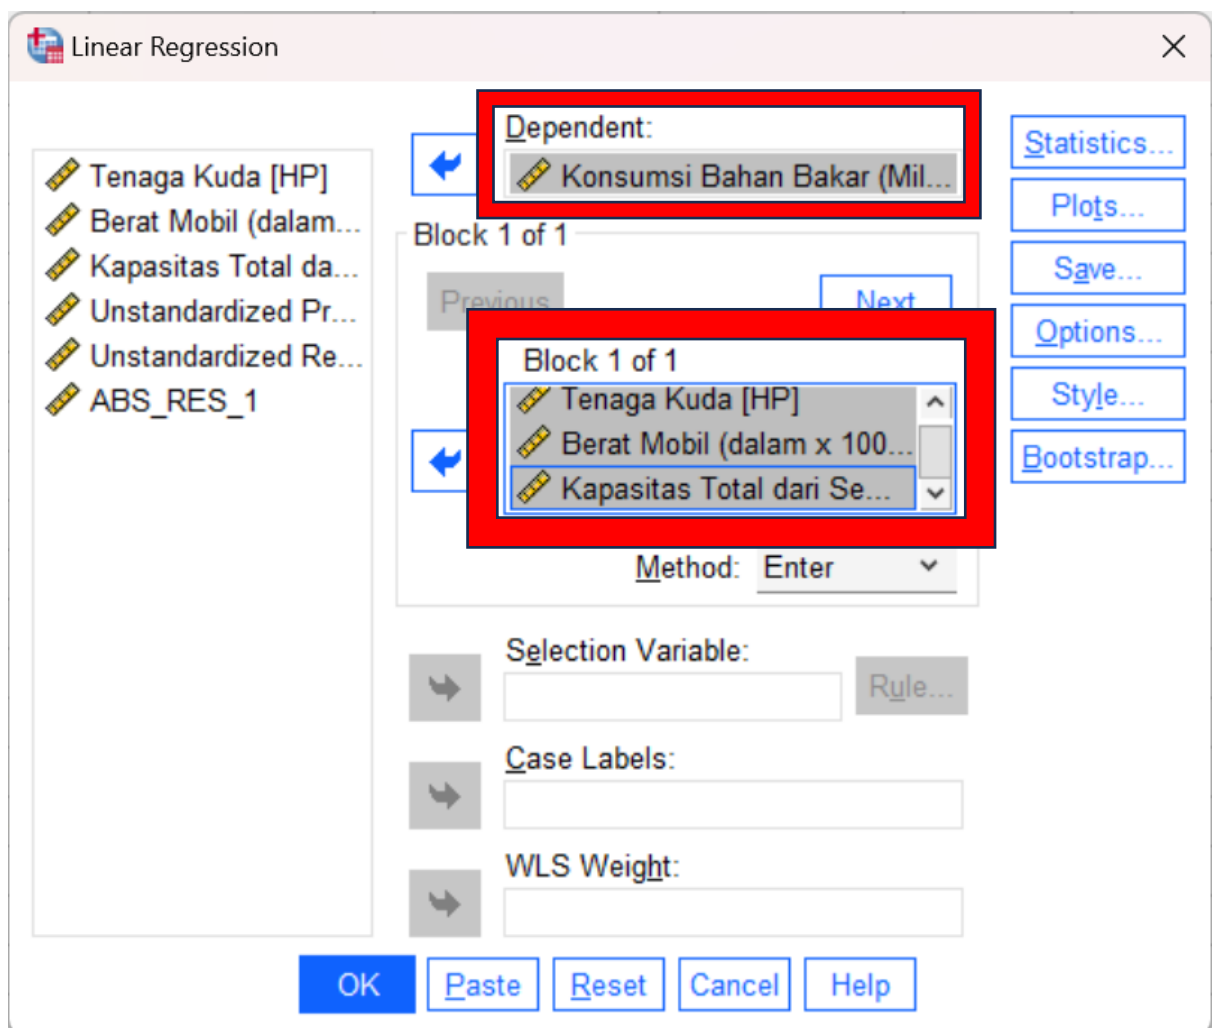 Linear Regression
Tenaga Kuda [HP]
Berat Mobil (dalam...
Kapasitas Total da...
Unstandardized Pr...
Unstandardized Re...
ABS_RES_1
Dependent:
Konsumsi Bahan Bakar (Mil...
Block 1 of 1
Previous
Next
Block 1 of 1
Tenaga Kuda [HP]
Berat Mobil (dalam x 100...
Kapasitas Total dari Se...
Method: Enter
Selection Variable:
Rule...
Case Labels:
WLS Weight:
Statistics...
Plots...
Save...
Options...
Style...
Bootstrap...
OK
Paste
Reset
Cancel
Help